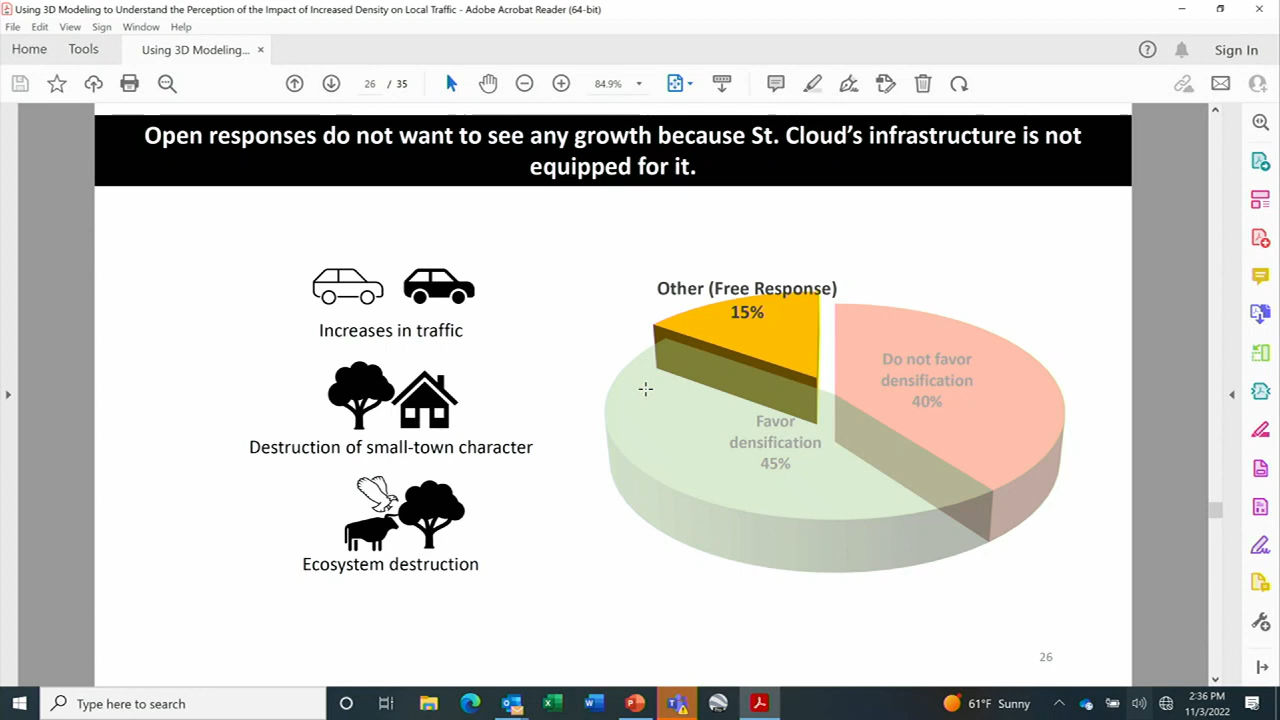 Using 3D Modeling to Understand the Perception of the Impact of Increased Density on Local Traffic - Adobe Acrobat Reader (64-bit)
File Edit View Sign Window Help
Home Tools Using 3D Modeling... × Sign In
26 / 35 84.9%
Open responses do not want to see any growth because St. Cloud's infrastructure is not
equipped for it.
Increases in traffic
Destruction of small-town character
Ecosystem destruction
Other (Free Response)
15%
Do not favor
densification
40%
Favor
densification
45%
26
Type here to search
61°F Sunny
2:36 PM
11/3/2022